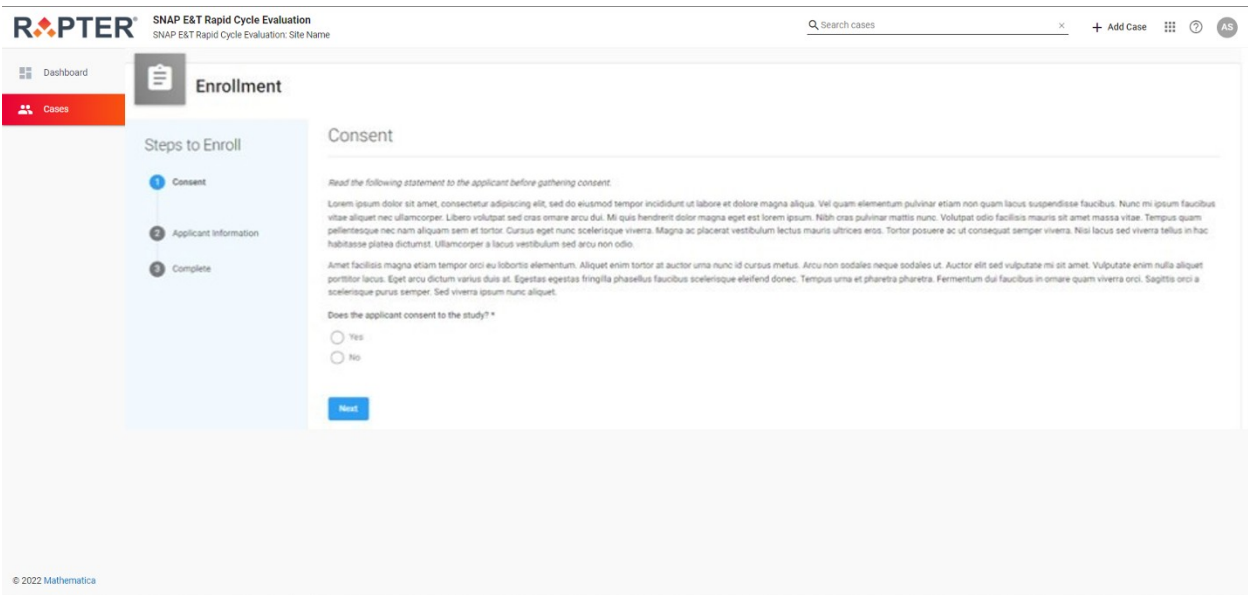 RAPTER®
SNAP E&T Rapid Cycle Evaluation
SNAP E&T Rapid Cycle Evaluation: Site Name
Search cases
×
+ Add Case
?
AS
Dashboard
Cases
Enrollment
Steps to Enroll
1 Consent
2 Applicant Information
3 Complete
Consent
Read the following statement to the applicant before gathering consent.
Lorem ipsum dolor sit amet, consectetur adipiscing elit, sed do eiusmod tempor incididunt ut labore et dolore magna aliqua. Vel quam elementum pulvinar etiam non quam lacus suspendisse faucibus. Nunc mi ipsum faucibus
vitae aliquet nec ullamcorper. Libero volutpat sed cras ornare arcu dui. Mi quis hendrerit dolor magna eget est lorem ipsum. Nibh cras pulvinar mattis nunc. Volutpat odio facilisis mauris sit amet massa vitae. Tempus quam
pellentesque nec nam aliquam sem et tortor. Cursus eget nunc scelerisque viverra. Magna ac placerat vestibulum lectus mauris ultrices eros. Tortor posuere ac ut consequat semper viverra. Nisi lacus sed viverra tellus in hac
habitasse platea dictumst. Ullamcorper a lacus vestibulum sed arcu non odio.
Amet facilisis magna etiam tempor orci eu lobortis elementum. Aliquet enim tortor at auctor urna nunc id cursus metus. Arcu non sodales neque sodales ut. Auctor elit sed vulputate mi sit amet. Vulputate enim nulla aliquet
porttitor lacus. Eget arcu dictum varius duis at. Egestas egestas fringilla phasellus faucibus scelerisque eleifend donec. Tempus urna et pharetra pharetra. Fermentum dui faucibus in ornare quam viverra orci. Sagittis orci a
scelerisque purus semper. Sed viverra ipsum nunc aliquet.
Does the applicant consent to the study? *
Yes
No
Next
© 2022 Mathematica